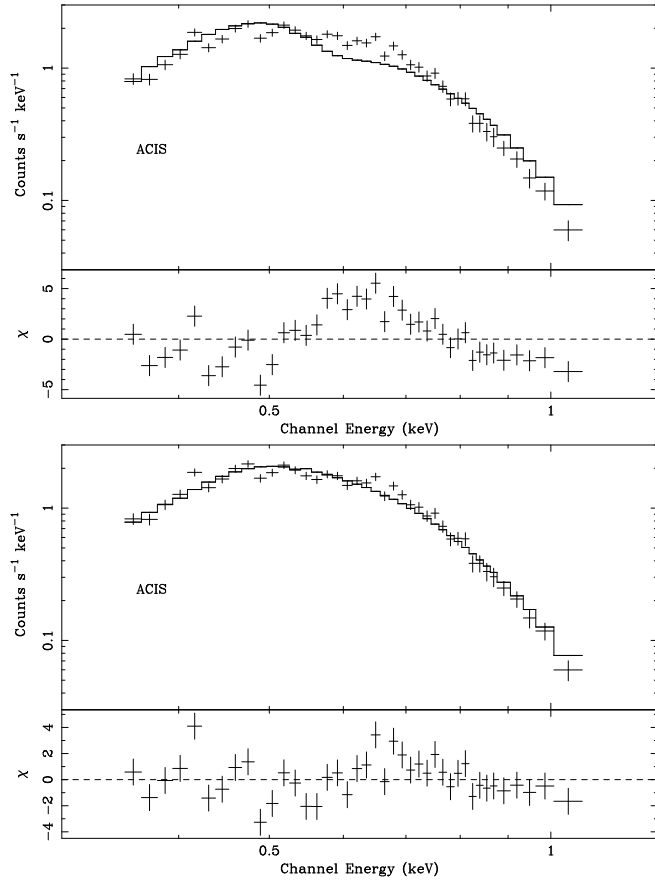 1
0.1
Counts s⁻¹ keV⁻¹
ACIS
5
0
−5
χ
0.5
1
Channel Energy (keV)
1
0.1
Counts s⁻¹ keV⁻¹
ACIS
4
2
0
−2
−4
χ
0.5
1
Channel Energy (keV)